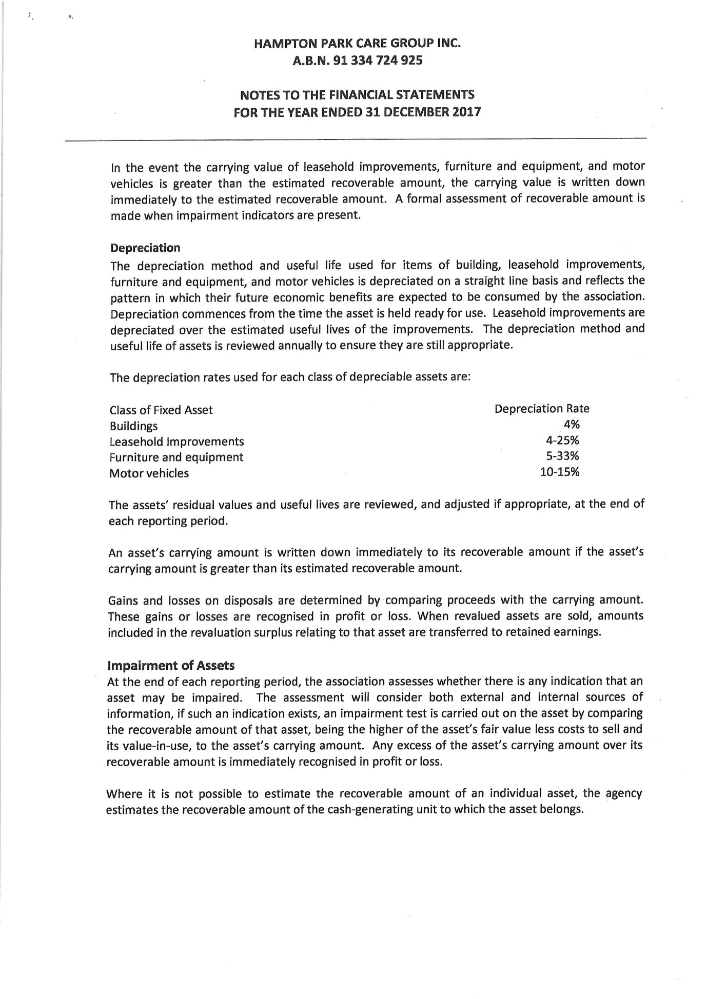 HAMPTON PARK CARE GROUP INC.
A.B.N. 91 334 724 925
NOTES TO THE FINANCIAL STATEMENTS
FOR THE YEAR ENDED 31 DECEMBER 2017
In the event the carrying value of leasehold improvements, furniture and equipment, and motor
vehicles is greater than the estimated recoverable amount, the carrying value is written down
immediately to the estimated recoverable amount. A formal assessment of recoverable amount is
made when impairment indicators are present.
Depreciation
The depreciation method and useful life used for items of building, leasehold improvements,
furniture and equipment, and motor vehicles is depreciated on a straight line basis and reflects the
pattern in which their future economic benefits are expected to be consumed by the association.
Depreciation commences from the time the asset is held ready for use. Leasehold improvements are
depreciated over the estimated useful lives of the improvements. The depreciation method and
useful life of assets is reviewed annually to ensure they are still appropriate.
The depreciation rates used for each class of depreciable assets are:
Class of Fixed Asset Depreciation Rate
Buildings 4%
Leasehold Improvements 4-25%
Furniture and equipment 5-33%
Motor vehicles 10-15%
The assets' residual values and useful lives are reviewed, and adjusted if appropriate, at the end of
each reporting period.
An asset's carrying amount is written down immediately to its recoverable amount if the asset's
carrying amount is greater than its estimated recoverable amount.
Gains and losses on disposals are determined by comparing proceeds with the carrying amount.
These gains or losses are recognised in profit or loss. When revalued assets are sold, amounts
included in the revaluation surplus relating to that asset are transferred to retained earnings.
Impairment of Assets
At the end of each reporting period, the association assesses whether there is any indication that an
asset may be impaired. The assessment will consider both external and internal sources of
information, if such an indication exists, an impairment test is carried out on the asset by comparing
the recoverable amount of that asset, being the higher of the asset's fair value less costs to sell and
its value-in-use, to the asset's carrying amount. Any excess of the asset's carrying amount over its
recoverable amount is immediately recognised in profit or loss.
Where it is not possible to estimate the recoverable amount of an individual asset, the agency
estimates the recoverable amount of the cash-generating unit to which the asset belongs.